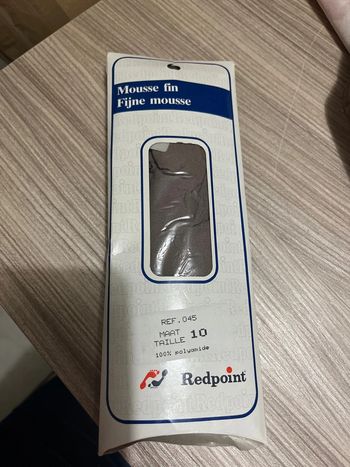 Mousse fin
Fijne mousse
REF.045
MAAT
TAILLE 10
100% polyamide
Redpoint